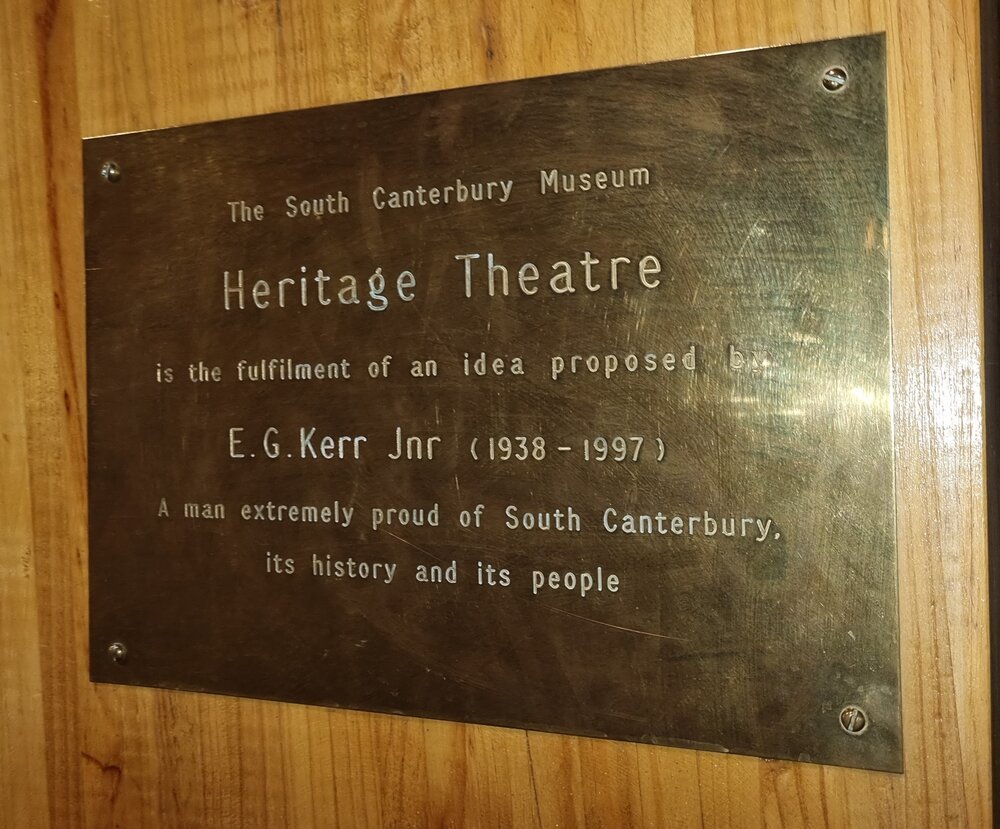 The South Canterbury Museum
Heritage Theatre
is the fulfilment of an idea proposed by
E.G.Kerr Jnr (1938-1997)
A man extremely proud of South Canterbury,
its history and its people